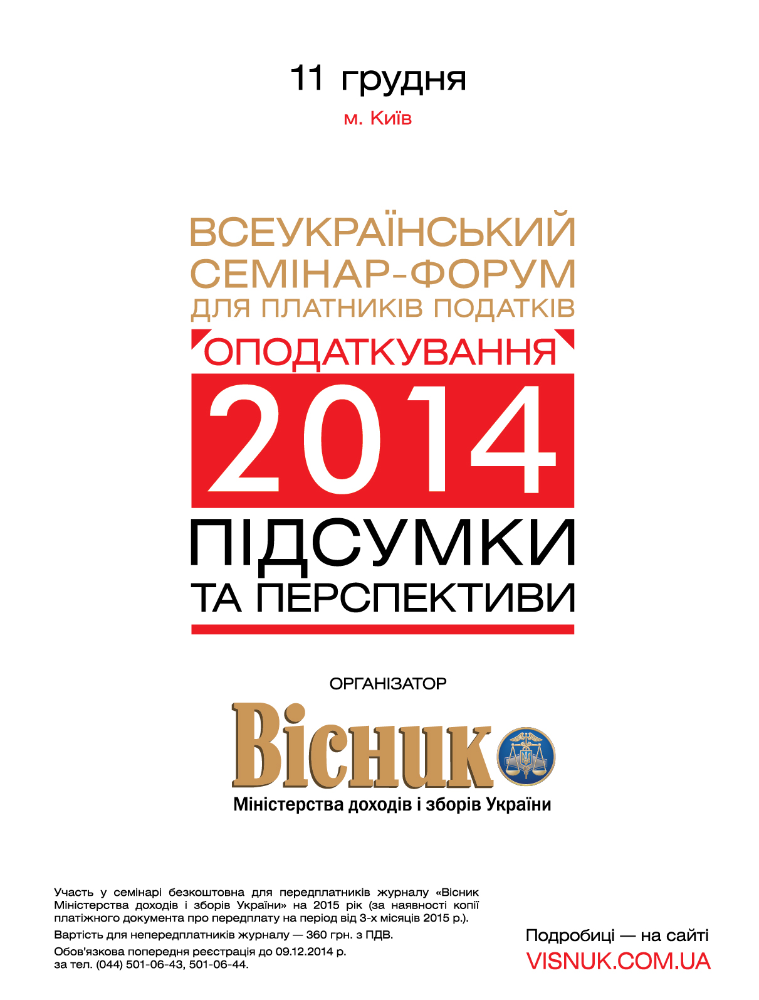 11 грудня
м. Київ
ВСЕУКРАЇНСЬКИЙ
СЕМІНАР-ФОРУМ
ДЛЯ ПЛАТНИКІВ ПОДАТКІВ
ОПОДАТКУВАННЯ
2014
ПІДСУМКИ
ТА ПЕРСПЕКТИВИ
ОРГАНІЗАТОР
Вісник
Міністерства доходів і зборів України
Участь у семінарі безкоштовна для передплатників журналу «Вісник
Міністерства доходів і зборів України» на 2015 рік (за наявності копії
платіжного документа про передплату на період від 3-х місяців 2015 р.).
Вартість для непередплатників журналу — 360 грн. з ПДВ.
Обов’язкова попередня реєстрація до 09.12.2014 р.
за тел. (044) 501-06-43, 501-06-44.
Подробиці — на сайті
VISNUK.COM.UA